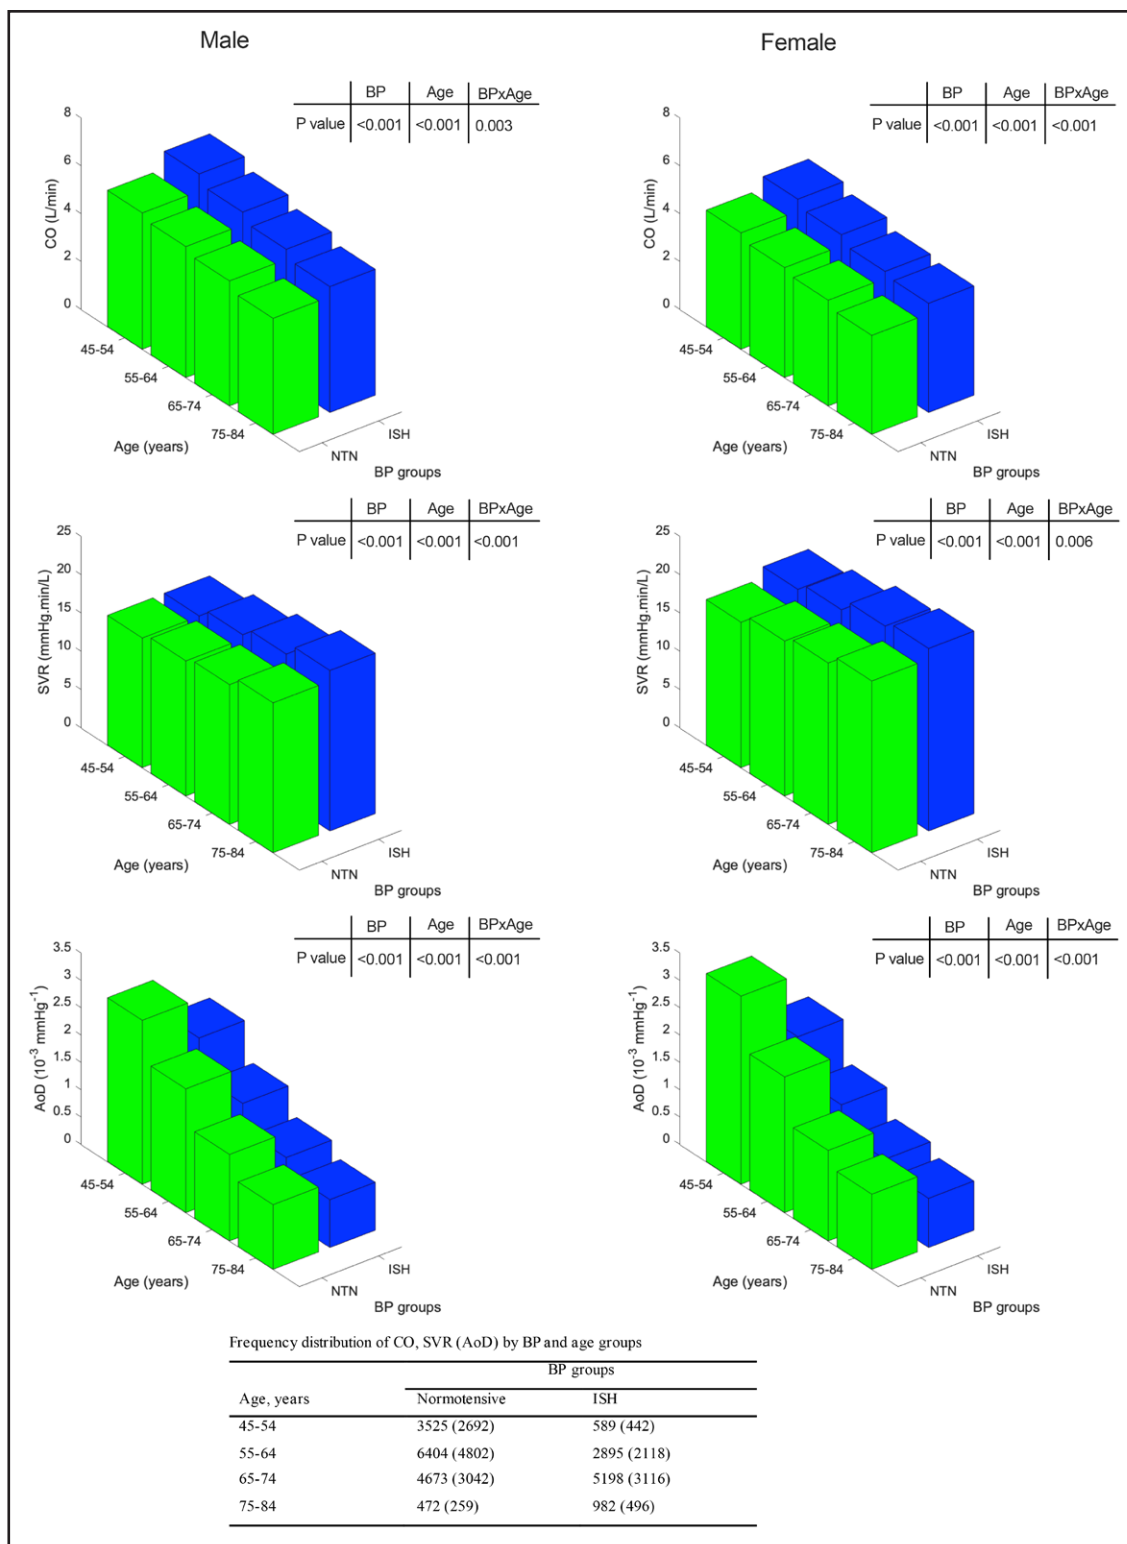 Male
Female
BP Age BPxAge
P value <0.001 <0.001 0.003
8
6
4
2
0
CO (L/min)
45-54
55-64
65-74
75-84
Age (years)
NTN
ISH
BP groups
BP Age BPxAge
P value <0.001 <0.001 <0.001
8
6
4
2
0
CO (L/min)
45-54
55-64
65-74
75-84
Age (years)
NTN
ISH
BP groups
BP Age BPxAge
P value <0.001 <0.001 <0.001
25
20
15
10
5
0
SVR (mmHg.min/L)
45-54
55-64
65-74
75-84
Age (years)
NTN
ISH
BP groups
BP Age BPxAge
P value <0.001 <0.001 0.006
25
20
15
10
5
0
SVR (mmHg.min/L)
45-54
55-64
65-74
75-84
Age (years)
NTN
ISH
BP groups
BP Age BPxAge
P value <0.001 <0.001 <0.001
3.5
3
2.5
2
1.5
1
0.5
0
AoD (10⁻³ mmHg⁻¹)
45-54
55-64
65-74
75-84
Age (years)
NTN
ISH
BP groups
BP Age BPxAge
P value <0.001 <0.001 <0.001
3.5
3
2.5
2
1.5
1
0.5
0
AoD (10⁻³ mmHg⁻¹)
45-54
55-64
65-74
75-84
Age (years)
NTN
ISH
BP groups
Frequency distribution of CO, SVR (AoD) by BP and age groups
BP groups
Age, years Normotensive ISH
45-54 3525 (2692) 589 (442)
55-64 6404 (4802) 2895 (2118)
65-74 4673 (3042) 5198 (3116)
75-84 472 (259) 982 (496)